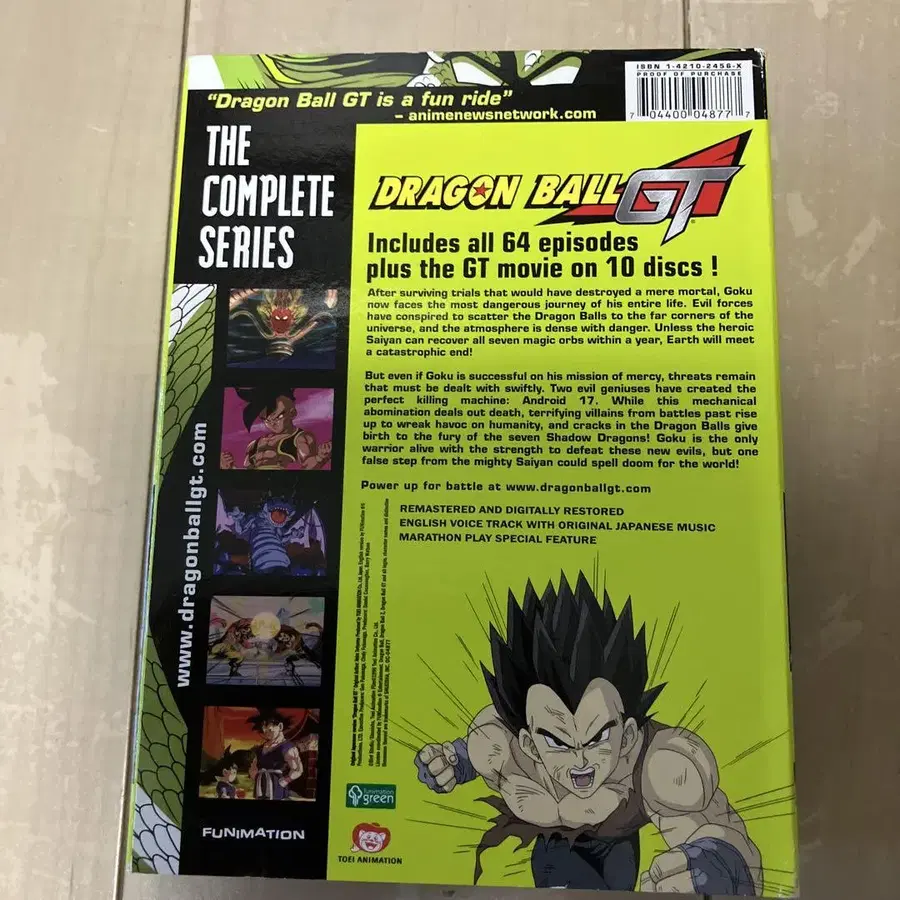 ISBN 1-4210-2456-X
PROOF OF PURCHASE
7 04400 04877 7
"Dragon Ball GT is a fun ride"
- animenewsnetwork.com
THE
COMPLETE
SERIES
DRAGON BALL GT
Includes all 64 episodes
plus the GT movie on 10 discs !
After surviving trials that would have destroyed a mere mortal, Goku
now faces the most dangerous journey of his entire life. Evil forces
have conspired to scatter the Dragon Balls to the far corners of the
universe, and the atmosphere is dense with danger. Unless the heroic
Saiyan can recover all seven magic orbs within a year, Earth will meet
a catastrophic end!
But even if Goku is successful on his mission of mercy, threats remain
that must be dealt with swiftly. Two evil geniuses have created the
perfect killing machine: Android 17. While this mechanical
abomination deals out death, terrifying villains from battles past rise
up to wreak havoc on humanity, and cracks in the Dragon Balls give
birth to the fury of the seven Shadow Dragons! Goku is the only
warrior alive with the strength to defeat these new evils, but one
false step from the mighty Saiyan could spell doom for the world!
Power up for battle at www.dragonballgt.com
REMASTERED AND DIGITALLY RESTORED
ENGLISH VOICE TRACK WITH ORIGINAL JAPANESE MUSIC
MARATHON PLAY SPECIAL FEATURE
www.dragonballgt.com
funimation
green
FUNIMATION
TOEI ANIMATION